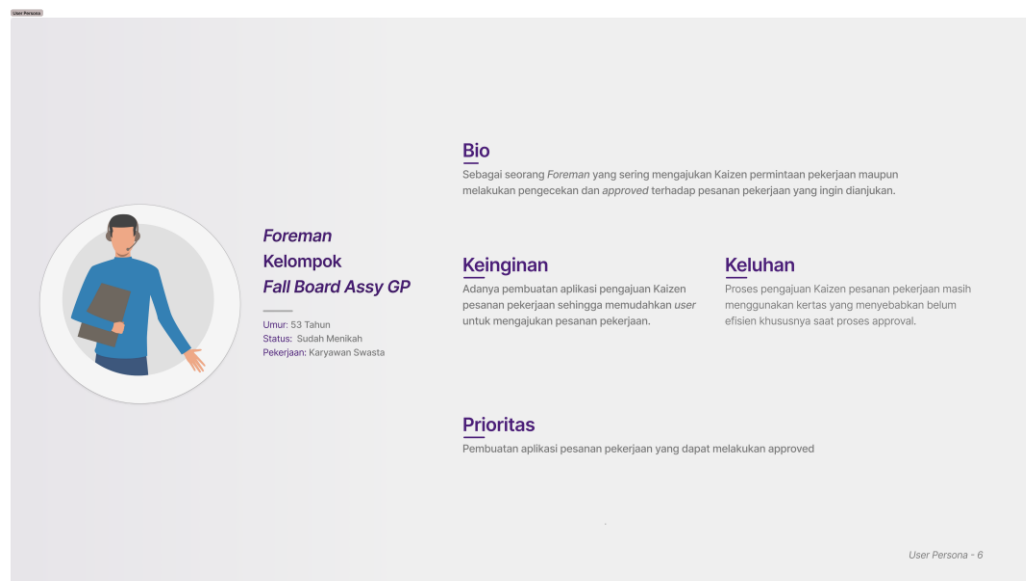 User Persona
Foreman
Kelompok
Fall Board Assy GP
Umur: 53 Tahun
Status: Sudah Menikah
Pekerjaan: Karyawan Swasta
Bio
Sebagai seorang Foreman yang sering mengajukan Kaizen permintaan pekerjaan maupun
melakukan pengecekan dan approved terhadap pesanan pekerjaan yang ingin dianjukan.
Keinginan
Adanya pembuatan aplikasi pengajuan Kaizen
pesanan pekerjaan sehingga memudahkan user
untuk mengajukan pesanan pekerjaan.
Keluhan
Proses pengajuan Kaizen pesanan pekerjaan masih
menggunakan kertas yang menyebabkan belum
efisien khususnya saat proses approval.
Prioritas
Pembuatan aplikasi pesanan pekerjaan yang dapat melakukan approved
User Persona - 6